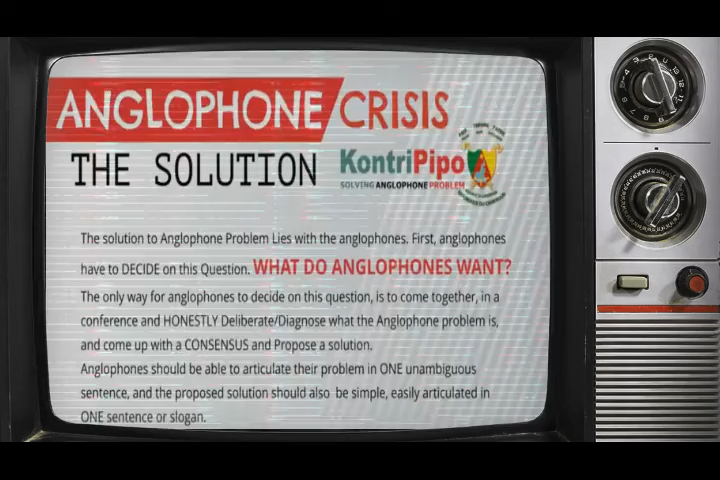 ANGLOPHONE CRISIS
THE SOLUTION
KontriPipo
SOLVING ANGLOPHONE PROBLEM
The solution to Anglophone Problem Lies with the anglophones. First, anglophones
have to DECIDE on this Question. WHAT DO ANGLOPHONES WANT?
The only way for anglophones to decide on this question, is to come together, in a
conference and HONESTLY Deliberate/Diagnose what the Anglophone problem is,
and come up with a CONSENSUS and Propose a solution.
Anglophones should be able to articulate their problem in ONE unambiguous
sentence, and the proposed solution should also be simple, easily articulated in
ONE sentence or slogan.